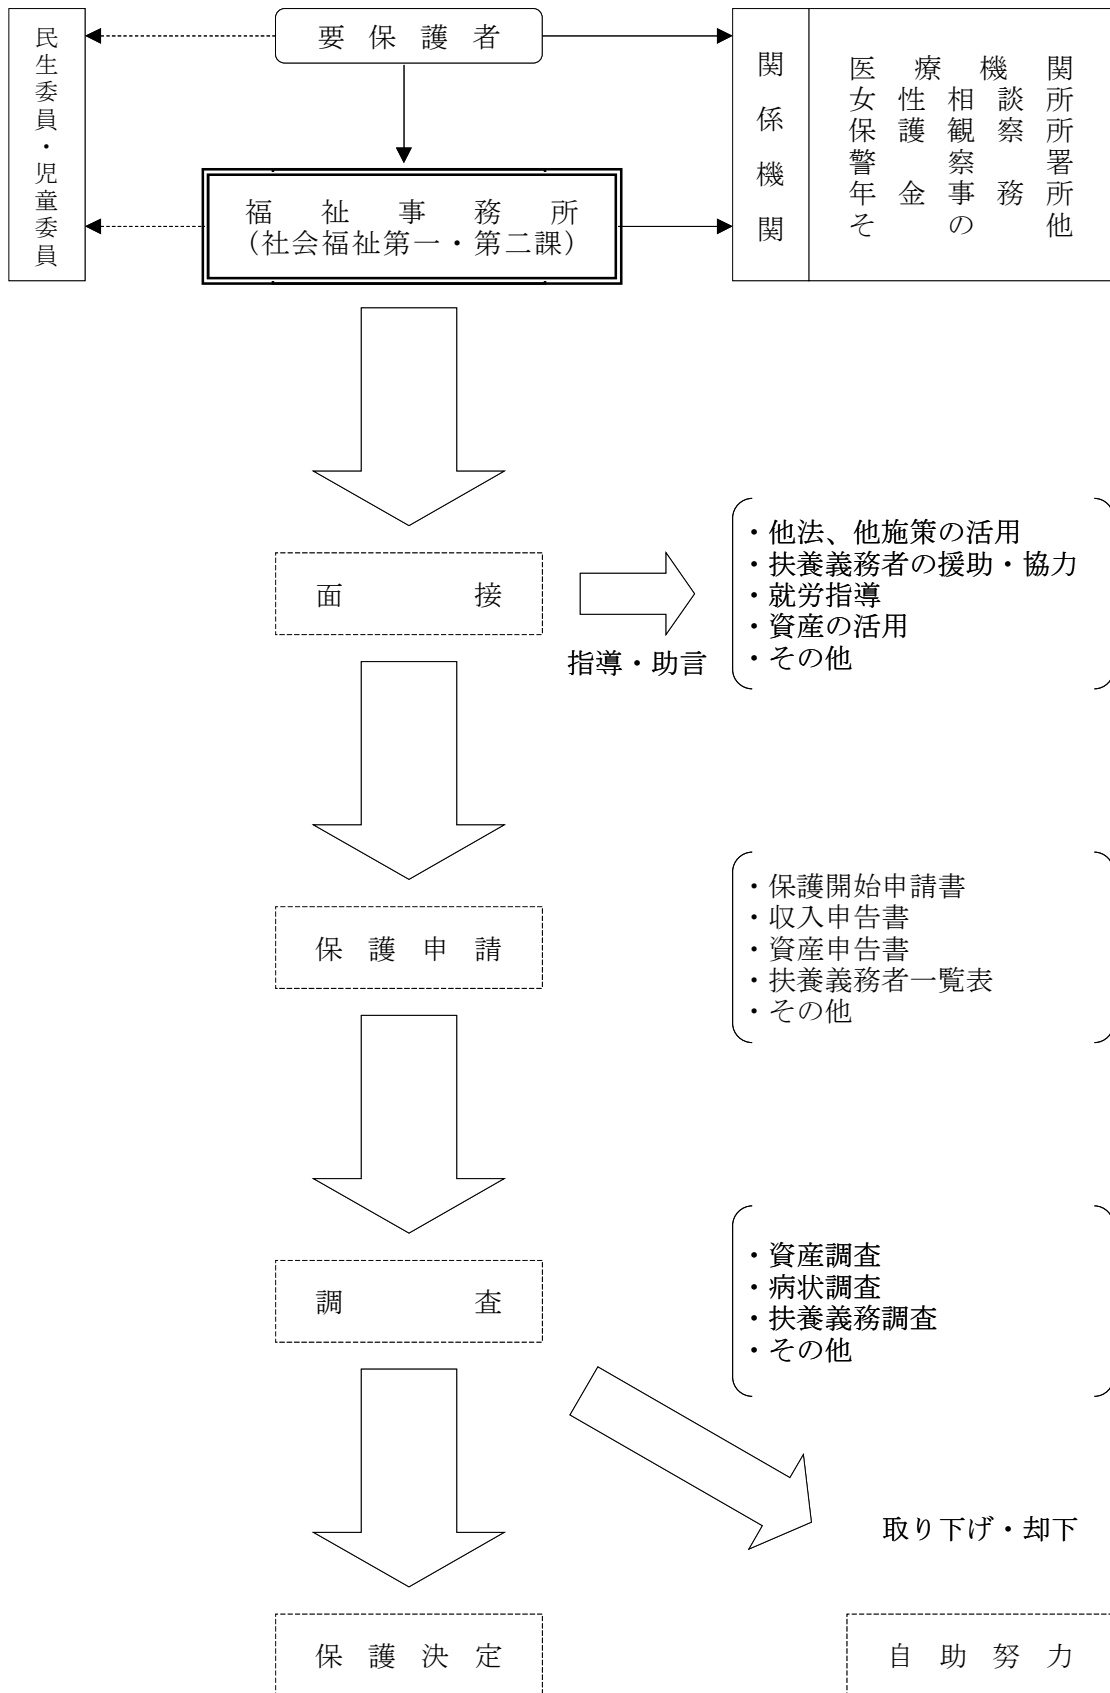 民生委員・児童委員
要保護者
関係機関
医療機関
女性相談所
保護観察所
警察署
年金事務所
その他
福祉事務所
（社会福祉第一・第二課）
面接
指導・助言
・他法、他施策の活用
・扶養義務者の援助・協力
・就労指導
・資産の活用
・その他
保護申請
・保護開始申請書
・収入申告書
・資産申告書
・扶養義務者一覧表
・その他
調査
・資産調査
・病状調査
・扶養義務調査
・その他
取り下げ・却下
保護決定
自助努力